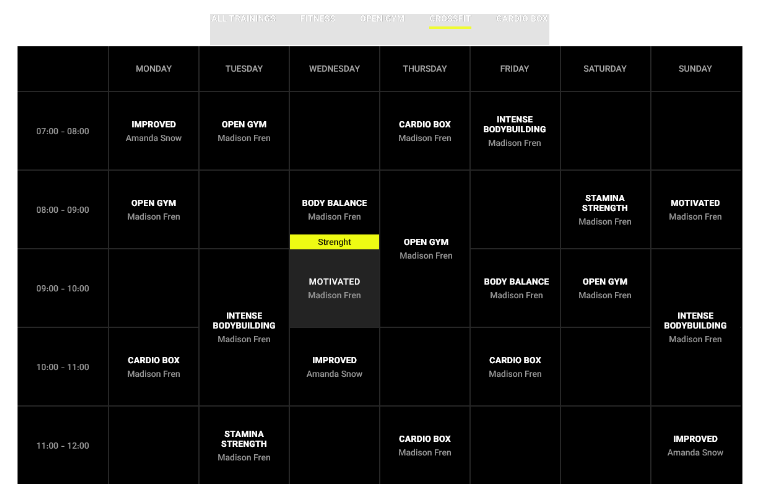 ALL TRAININGS FITNESS OPEN GYM CROSSFIT CARDIO BOX
MONDAY TUESDAY WEDNESDAY THURSDAY FRIDAY SATURDAY SUNDAY
07:00 - 08:00
IMPROVED
Amanda Snow
OPEN GYM
Madison Fren
CARDIO BOX
Madison Fren
INTENSE
BODYBUILDING
Madison Fren
08:00 - 09:00
OPEN GYM
Madison Fren
BODY BALANCE
Madison Fren
Strenght
OPEN GYM
Madison Fren
STAMINA
STRENGTH
Madison Fren
MOTIVATED
Madison Fren
09:00 - 10:00
INTENSE
BODYBUILDING
Madison Fren
MOTIVATED
Madison Fren
BODY BALANCE
Madison Fren
OPEN GYM
Madison Fren
INTENSE
BODYBUILDING
Madison Fren
10:00 - 11:00
CARDIO BOX
Madison Fren
IMPROVED
Amanda Snow
CARDIO BOX
Madison Fren
11:00 - 12:00
STAMINA
STRENGTH
Madison Fren
CARDIO BOX
Madison Fren
IMPROVED
Amanda Snow